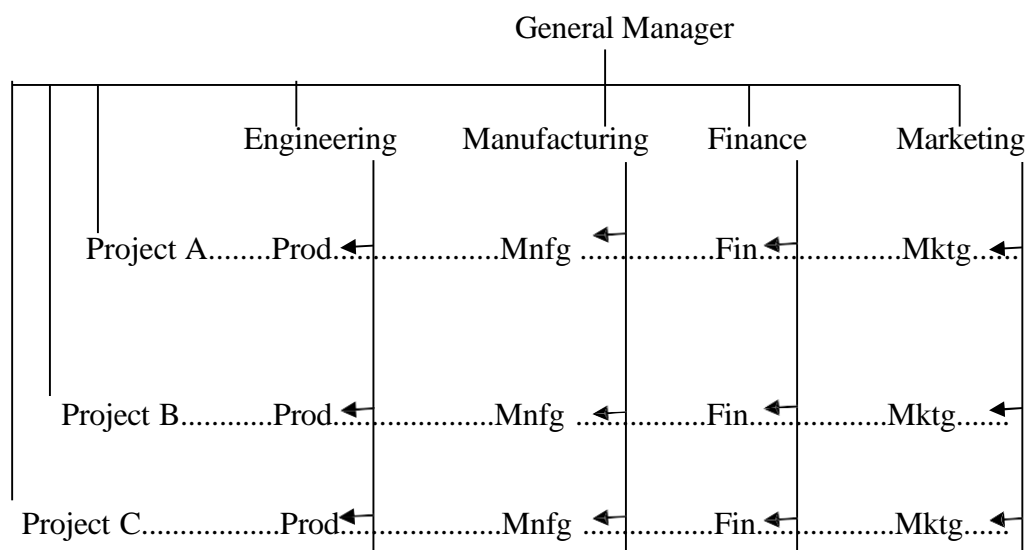 General Manager
Engineering Manufacturing Finance Marketing
Project A........Prod.........................Mnfg ....................Fin.....................Mktg.......
Project B.............Prod........................Mnfg ...................Fin....................Mktg.......
Project C...................Prod........................Mnfg ....................Fin...................Mktg.......